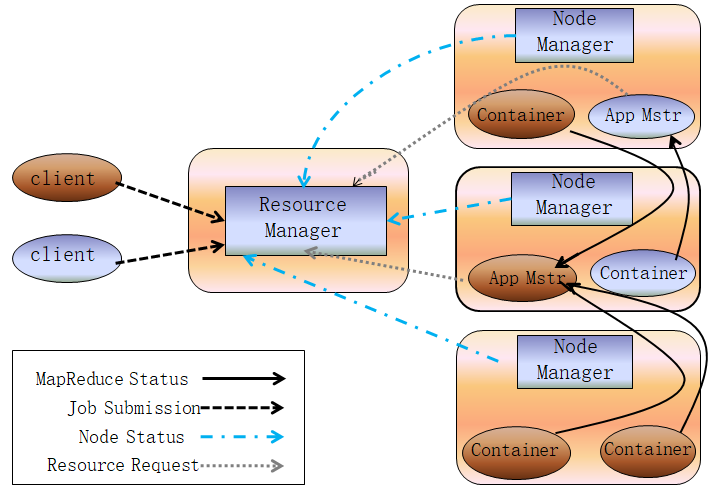 Node
Manager
Container
App Mstr
client
Resource
Manager
client
Node
Manager
App Mstr
Container
Node
Manager
Container
Container
MapReduce Status
Job Submission
Node Status
Resource Request